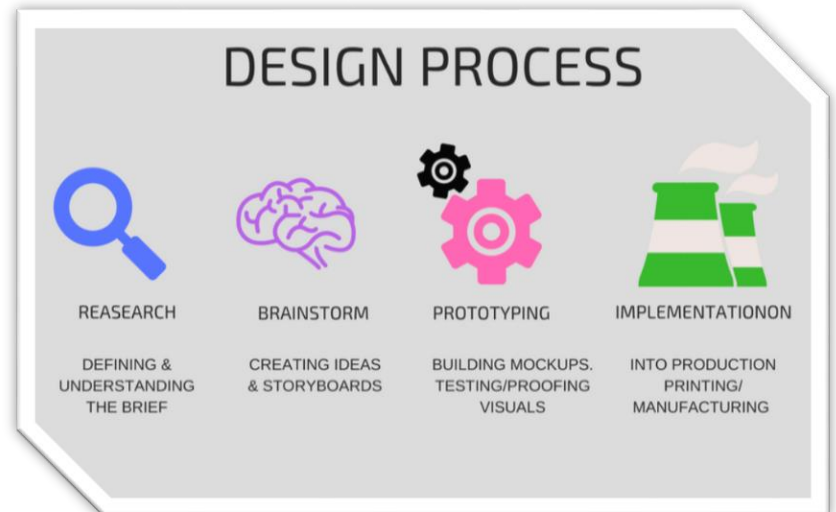 DESIGN PROCESS
REASEARCH
DEFINING &
UNDERSTANDING
THE BRIEF
BRAINSTORM
CREATING IDEAS
& STORYBOARDS
PROTOTYPING
BUILDING MOCKUPS.
TESTING/PROOFING
VISUALS
IMPLEMENTATIONON
INTO PRODUCTION
PRINTING/
MANUFACTURING